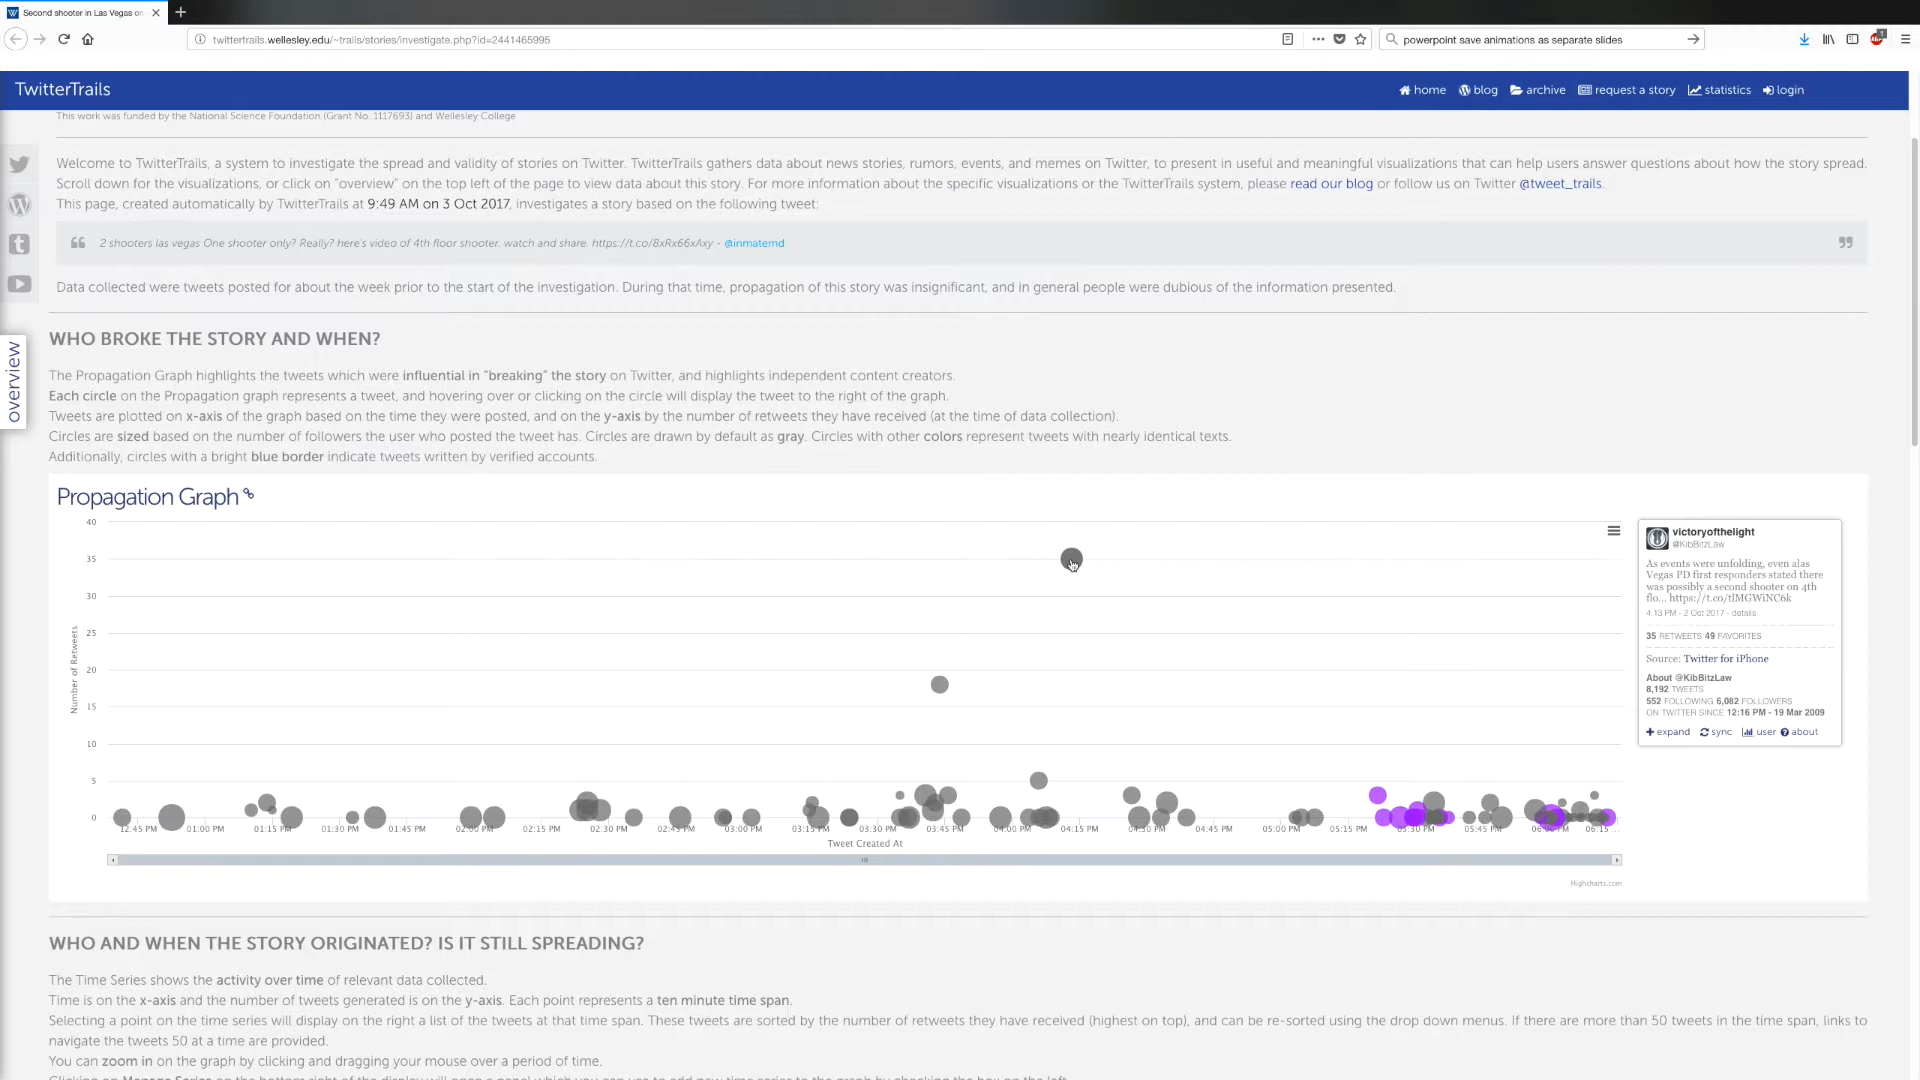 Second shooter in Las Vegas on
twittertrails.wellesley.edu/~trails/stories/investigate.php?id=2441465995
powerpoint save animations as separate slides
TwitterTrails
home blog archive request a story statistics login
This work was funded by the National Science Foundation (Grant No. 1117693) and Wellesley College
Welcome to TwitterTrails, a system to investigate the spread and validity of stories on Twitter. TwitterTrails gathers data about news stories, rumors, events, and memes on Twitter, to present in useful and meaningful visualizations that can help users answer questions about how the story spread.
Scroll down for the visualizations, or click on "overview" on the top left of the page to view data about this story. For more information about the specific visualizations or the TwitterTrails system, please read our blog or follow us on Twitter @tweet_trails.
This page, created automatically by TwitterTrails at 9:49 AM on 3 Oct 2017, investigates a story based on the following tweet:
2 shooters las vegas One shooter only? Really? here's video of 4th floor shooter. watch and share. https://t.co/8xRx66xAxy - @inmaternd
Data collected were tweets posted for about the week prior to the start of the investigation. During that time, propagation of this story was insignificant, and in general people were dubious of the information presented.
overview
WHO BROKE THE STORY AND WHEN?
The Propagation Graph highlights the tweets which were influential in "breaking" the story on Twitter, and highlights independent content creators.
Each circle on the Propagation graph represents a tweet, and hovering over or clicking on the circle will display the tweet to the right of the graph.
Tweets are plotted on x-axis of the graph based on the time they were posted, and on the y-axis by the number of retweets they have received (at the time of data collection).
Circles are sized based on the number of followers the user who posted the tweet has. Circles are drawn by default as gray. Circles with other colors represent tweets with nearly identical texts.
Additionally, circles with a bright blue border indicate tweets written by verified accounts.
Propagation Graph
Number of Retweets
40
35
30
25
20
15
10
5
0
12:45 PM 01:00 PM 01:15 PM 01:30 PM 01:45 PM 02:00 PM 02:15 PM 02:30 PM 02:45 PM 03:00 PM 03:15 PM 03:30 PM 03:45 PM 04:00 PM 04:15 PM 04:30 PM 04:45 PM 05:00 PM 05:15 PM 05:30 PM 05:45 PM 06:00 PM 06:15 ...
Tweet Created At
Highcharts.com
victoryofthelight
@KibBitzLaw
As events were unfolding, even alas
Vegas PD first responders stated there
was possibly a second shooter on 4th
flo... https://t.co/tlMGWiNC6k
4:13 PM - 2 Oct 2017 - details
35 RETWEETS 49 FAVORITES
Source: Twitter for iPhone
About @KibBitzLaw
8,192 TWEETS
552 FOLLOWING 6,082 FOLLOWERS
ON TWITTER SINCE 12:16 PM - 19 Mar 2009
expand sync user about
WHO AND WHEN THE STORY ORIGINATED? IS IT STILL SPREADING?
The Time Series shows the activity over time of relevant data collected.
Time is on the x-axis and the number of tweets generated is on the y-axis. Each point represents a ten minute time span.
Selecting a point on the time series will display on the right a list of the tweets at that time span. These tweets are sorted by the number of retweets they have received (highest on top), and can be re-sorted using the drop down menus. If there are more than 50 tweets in the time span, links to
navigate the tweets 50 at a time are provided.
You can zoom in on the graph by clicking and dragging your mouse over a period of time.